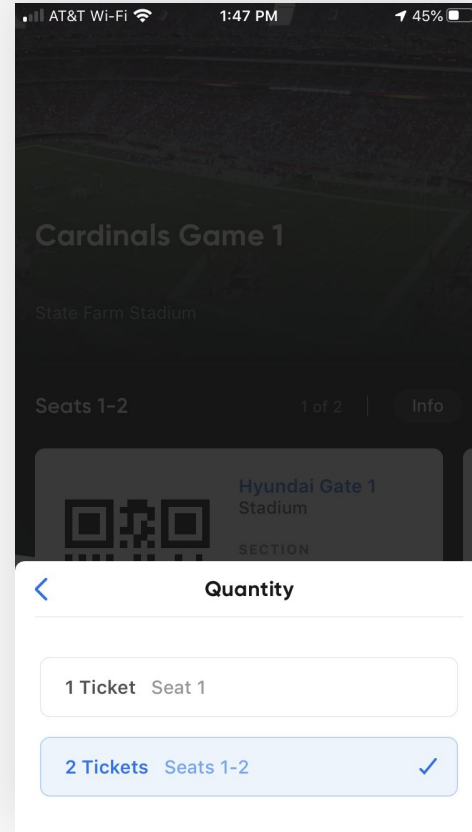 AT&T Wi-Fi 1:47 PM 45%
Cardinals Game 1
State Farm Stadium
Seats 1-2 1 of 2 Info
Hyundai Gate 1
Stadium
SECTION
Quantity
1 Ticket Seat 1
2 Tickets Seats 1-2